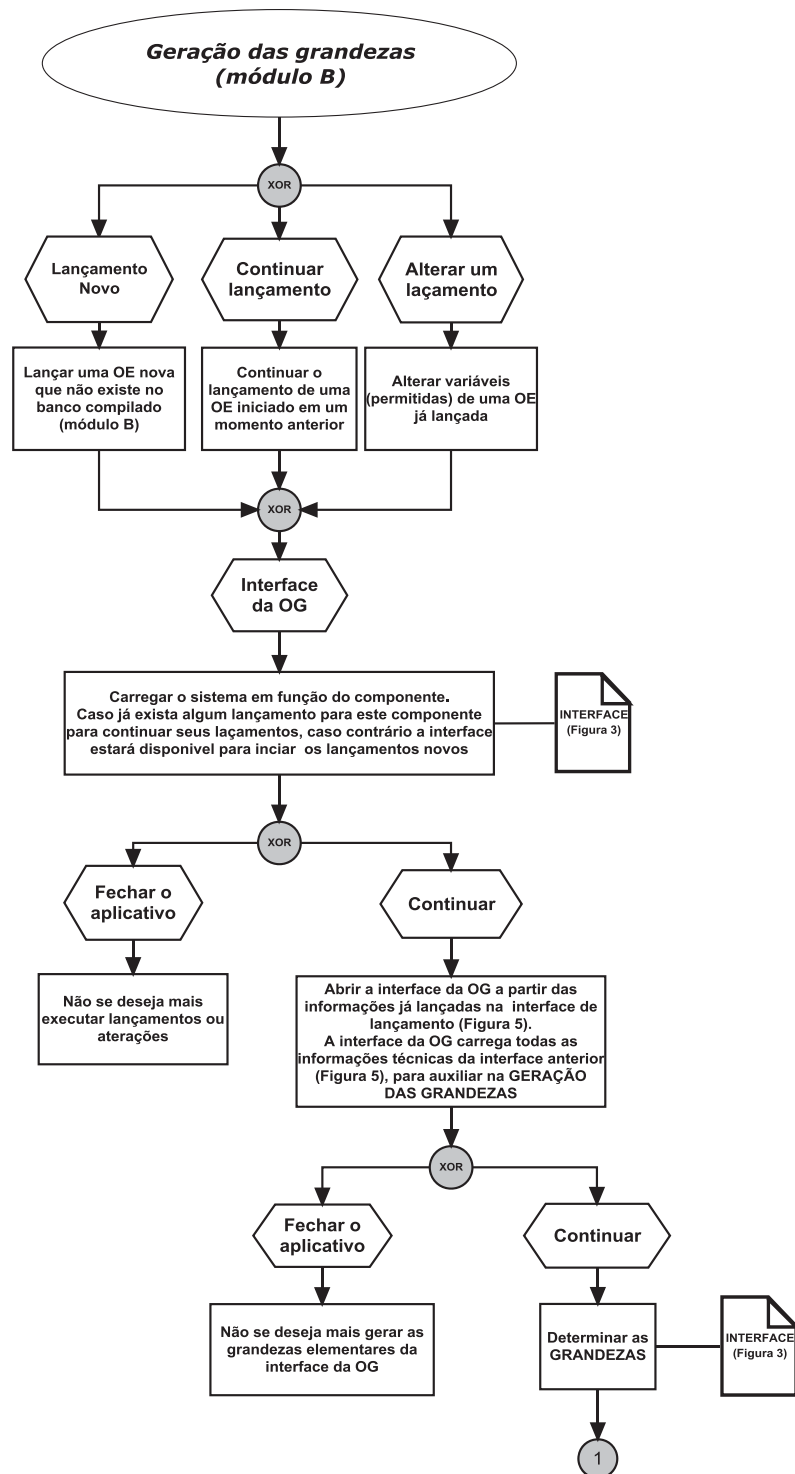 Geração das grandezas
(módulo B)
XOR
Lançamento
Novo
Continuar
lançamento
Alterar um
laçamento
Lançar uma OE nova
que não existe no
banco compilado
(módulo B)
Continuar o
lançamento de uma
OE iniciado em um
momento anterior
Alterar variáveis
(permitidas) de uma OE
já lançada
XOR
Interface
da OG
Carregar o sistema em função do componente.
Caso já exista algum lançamento para este componente
para continuar seus laçamentos, caso contrário a interface
estará disponivel para inciar os lançamentos novos
INTERFACE
(Figura 3)
XOR
Fechar o
aplicativo
Continuar
Não se deseja mais
executar lançamentos ou
aterações
Abrir a interface da OG a partir das
informações já lançadas na interface de
lançamento (Figura 5).
A interface da OG carrega todas as
informações técnicas da interface anterior
(Figura 5), para auxiliar na GERAÇÃO
DAS GRANDEZAS
XOR
Fechar o
aplicativo
Continuar
Não se deseja mais gerar as
grandezas elementares da
interface da OG
Determinar as
GRANDEZAS
INTERFACE
(Figura 3)
1